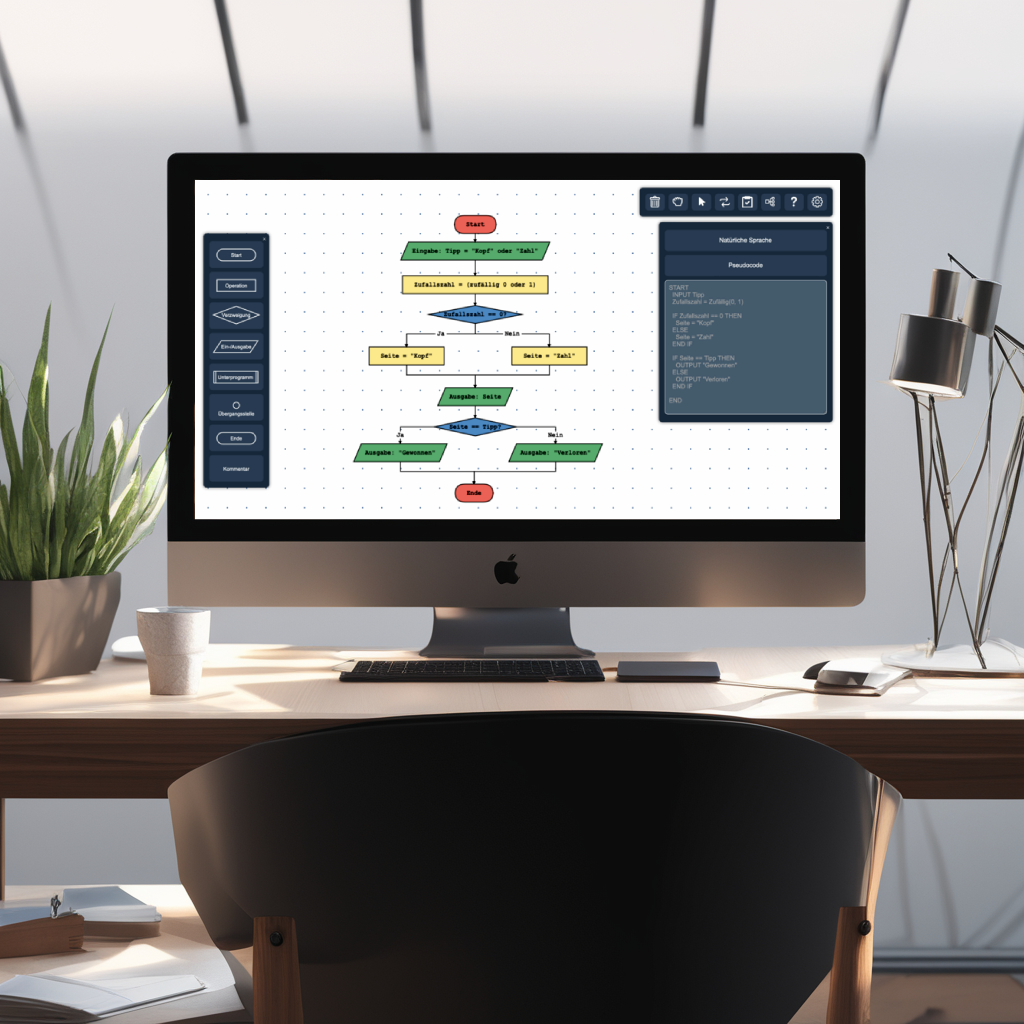 Start
Operation
Verzweigung
Ein-/Ausgabe
Unterprogramm
Übergangsstelle
Ende
Kommentar
Start
Eingabe: Tipp = "Kopf" oder "Zahl"
Zufallszahl = (zufällig 0 oder 1)
Zufallszahl == 0?
Ja
Nein
Seite = "Kopf"
Seite = "Zahl"
Ausgabe: Seite
Seite == Tipp?
Ja
Nein
Ausgabe: "Gewonnen"
Ausgabe: "Verloren"
Ende
?
Natürliche Sprache
Pseudocode
START
INPUT Tipp
Zufallszahl = Zufällig(0, 1)
IF Zufallszahl == 0 THEN
Seite = "Kopf"
ELSE
Seite = "Zahl"
END IF
IF Seite == Tipp THEN
OUTPUT "Gewonnen"
ELSE
OUTPUT "Verloren"
END IF
END